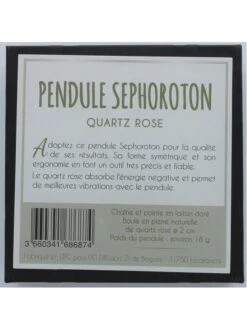 PENDULE SEPHOROTON
QUARTZ ROSE
Adoptez ce pendule Sephoroton pour la qualité
de ses résultats. Sa forme symétrique et son
ergonomie en font un outil très précis et fiable.
Le quartz rose absorbe l'énergie négative et permet
de meilleures vibrations avec le pendule.
Chaîne et pointe en laiton doré
Boule en pierre naturelle
de quartz rose ø 2 cm
Poids du pendule : environ 18 g
3 660341 686874
Fabriqué en